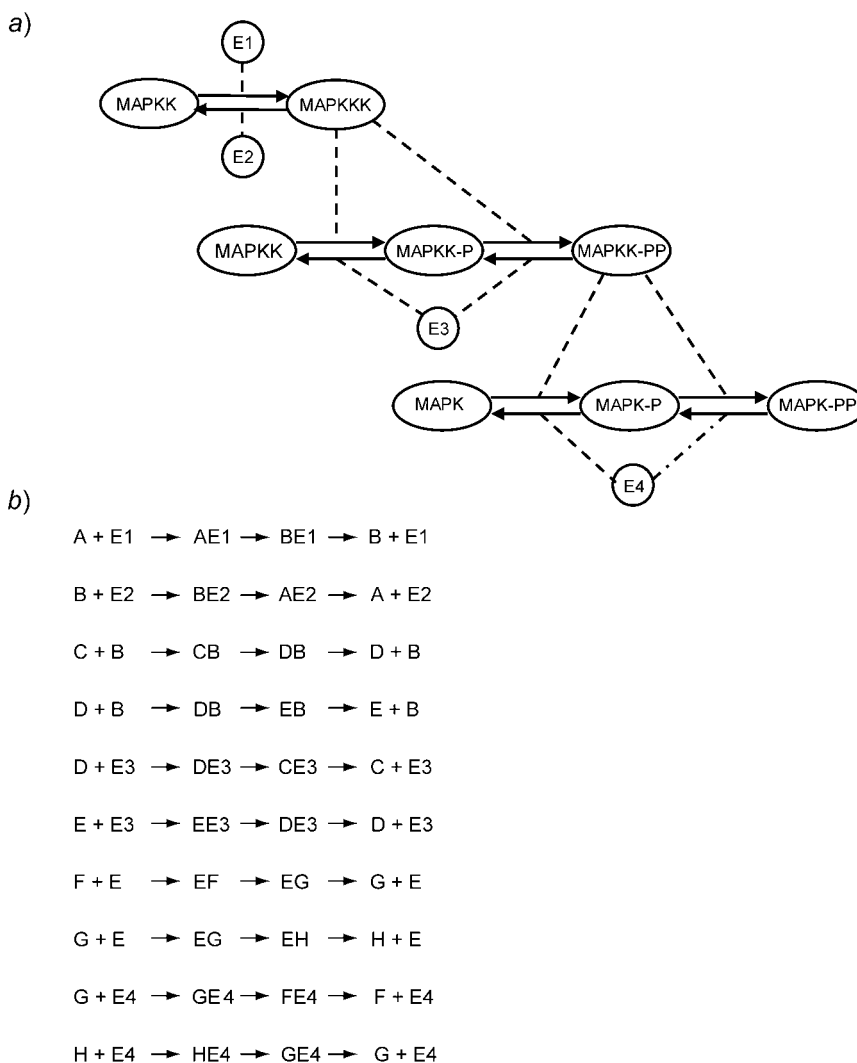 a)
E1
MAPKK MAPKKK
E2
MAPKK MAPKK-P MAPKK-PP
E3
MAPK MAPK-P MAPK-PP
E4
b)
A + E1 → AE1 → BE1 → B + E1
B + E2 → BE2 → AE2 → A + E2
C + B → CB → DB → D + B
D + B → DB → EB → E + B
D + E3 → DE3 → CE3 → C + E3
E + E3 → EE3 → DE3 → D + E3
F + E → EF → EG → G + E
G + E → EG → EH → H + E
G + E4 → GE4 → FE4 → F + E4
H + E4 → HE4 → GE4 → G + E4